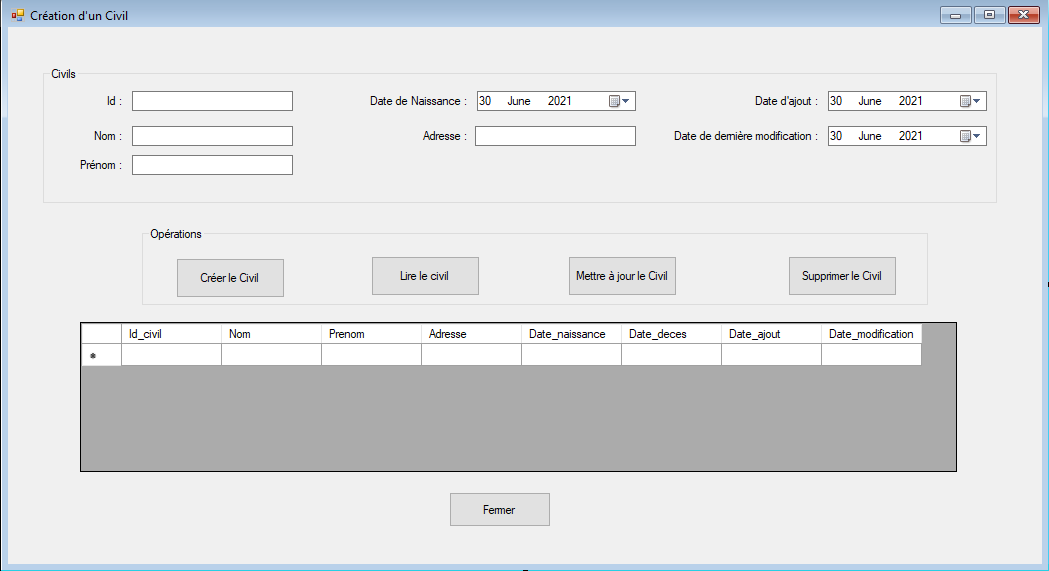 Création d'un Civil
Civils
Id :
Date de Naissance : 30 June 2021
Date d'ajout : 30 June 2021
Nom :
Adresse :
Date de dernière modification : 30 June 2021
Prénom :
Opérations
Créer le Civil
Lire le civil
Mettre à jour le Civil
Supprimer le Civil
Id_civil Nom Prenom Adresse Date_naissance Date_deces Date_ajout Date_modification
Fermer